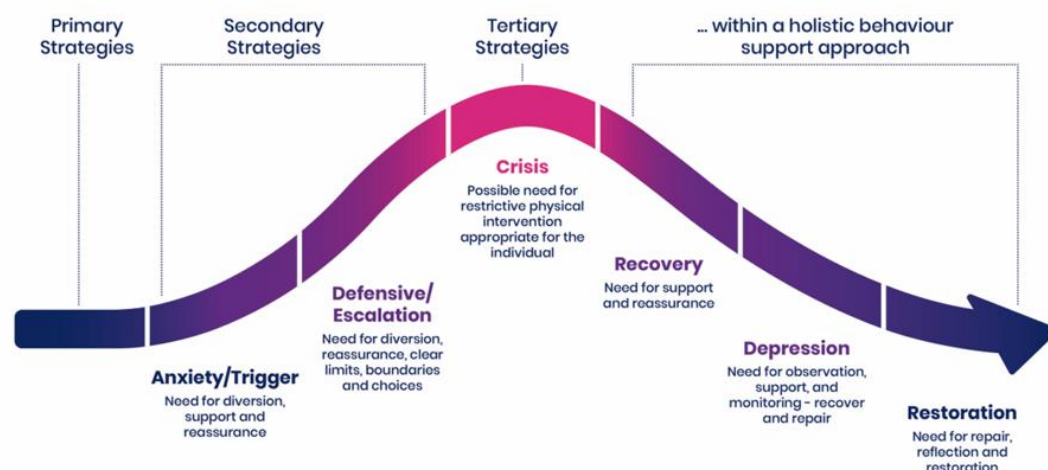 Primary
Strategies
Secondary
Strategies
Tertiary
Strategies
... within a holistic behaviour
support approach
Anxiety/Trigger
Need for diversion,
support and
reassurance
Defensive/
Escalation
Need for diversion,
reassurance, clear
limits, boundaries
and choices
Crisis
Possible need for
restrictive physical
intervention
appropriate for the
individual
Recovery
Need for support
and reassurance
Depression
Need for observation,
support, and
monitoring - recover
and repair
Restoration
Need for repair,
reflection and
restoration